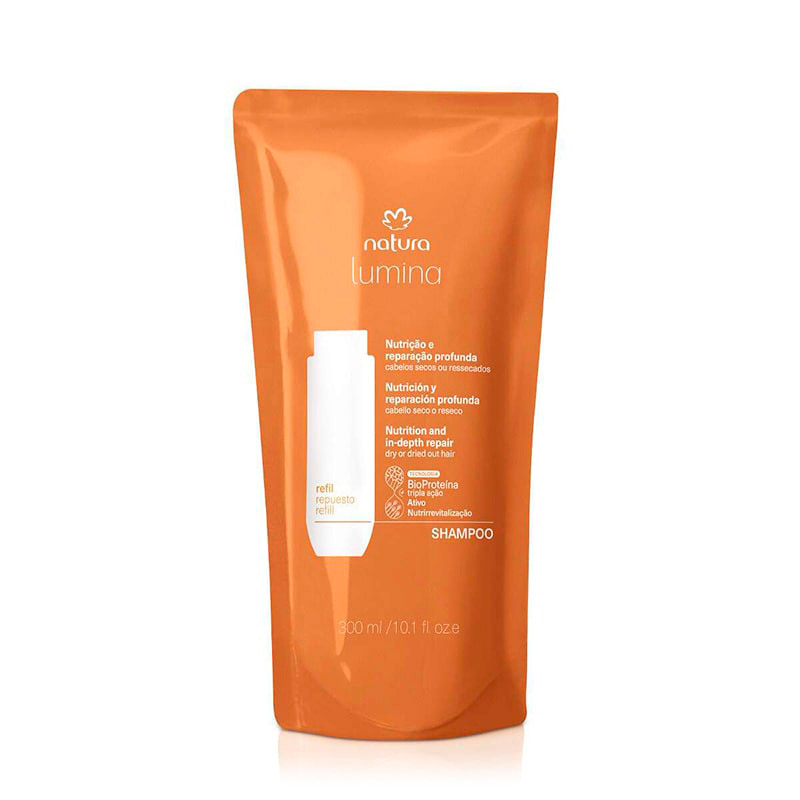 natura
lumina
Nutrição e
reparação profunda
cabelos secos ou ressecados
Nutrición y
reparación profunda
cabello seco o reseco
Nutrition and
in-depth repair
dry or dried out hair
refil
repuesto
refill
TECNOLOGIA
BioProteína
tripla ação
+
Ativo
Nutrirrevitalização
SHAMPOO
300 ml / 10.1 fl. oz.e